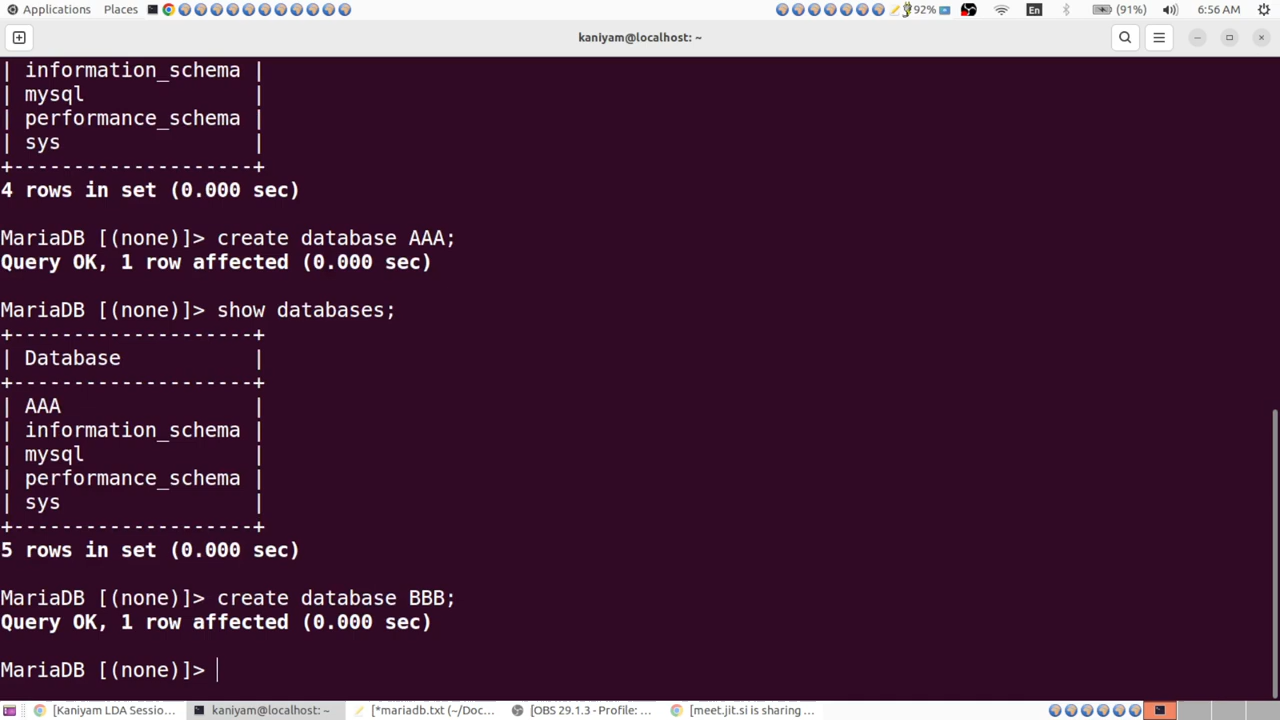 Applications Places 92% En (91%) 6:56 AM
kaniyam@localhost: ~
| information_schema |
| mysql              |
| performance_schema |
| sys                |
+--------------------+
4 rows in set (0.000 sec)
MariaDB [(none)]> create database AAA;
Query OK, 1 row affected (0.000 sec)
MariaDB [(none)]> show databases;
+--------------------+
| Database           |
+--------------------+
| AAA                |
| information_schema |
| mysql              |
| performance_schema |
| sys                |
+--------------------+
5 rows in set (0.000 sec)
MariaDB [(none)]> create database BBB;
Query OK, 1 row affected (0.000 sec)
MariaDB [(none)]>
[Kaniyam LDA Sessio... kaniyam@localhost: ~ [*mariadb.txt (~/Doc... [OBS 29.1.3 - Profile: ... [meet.jit.si is sharing ...